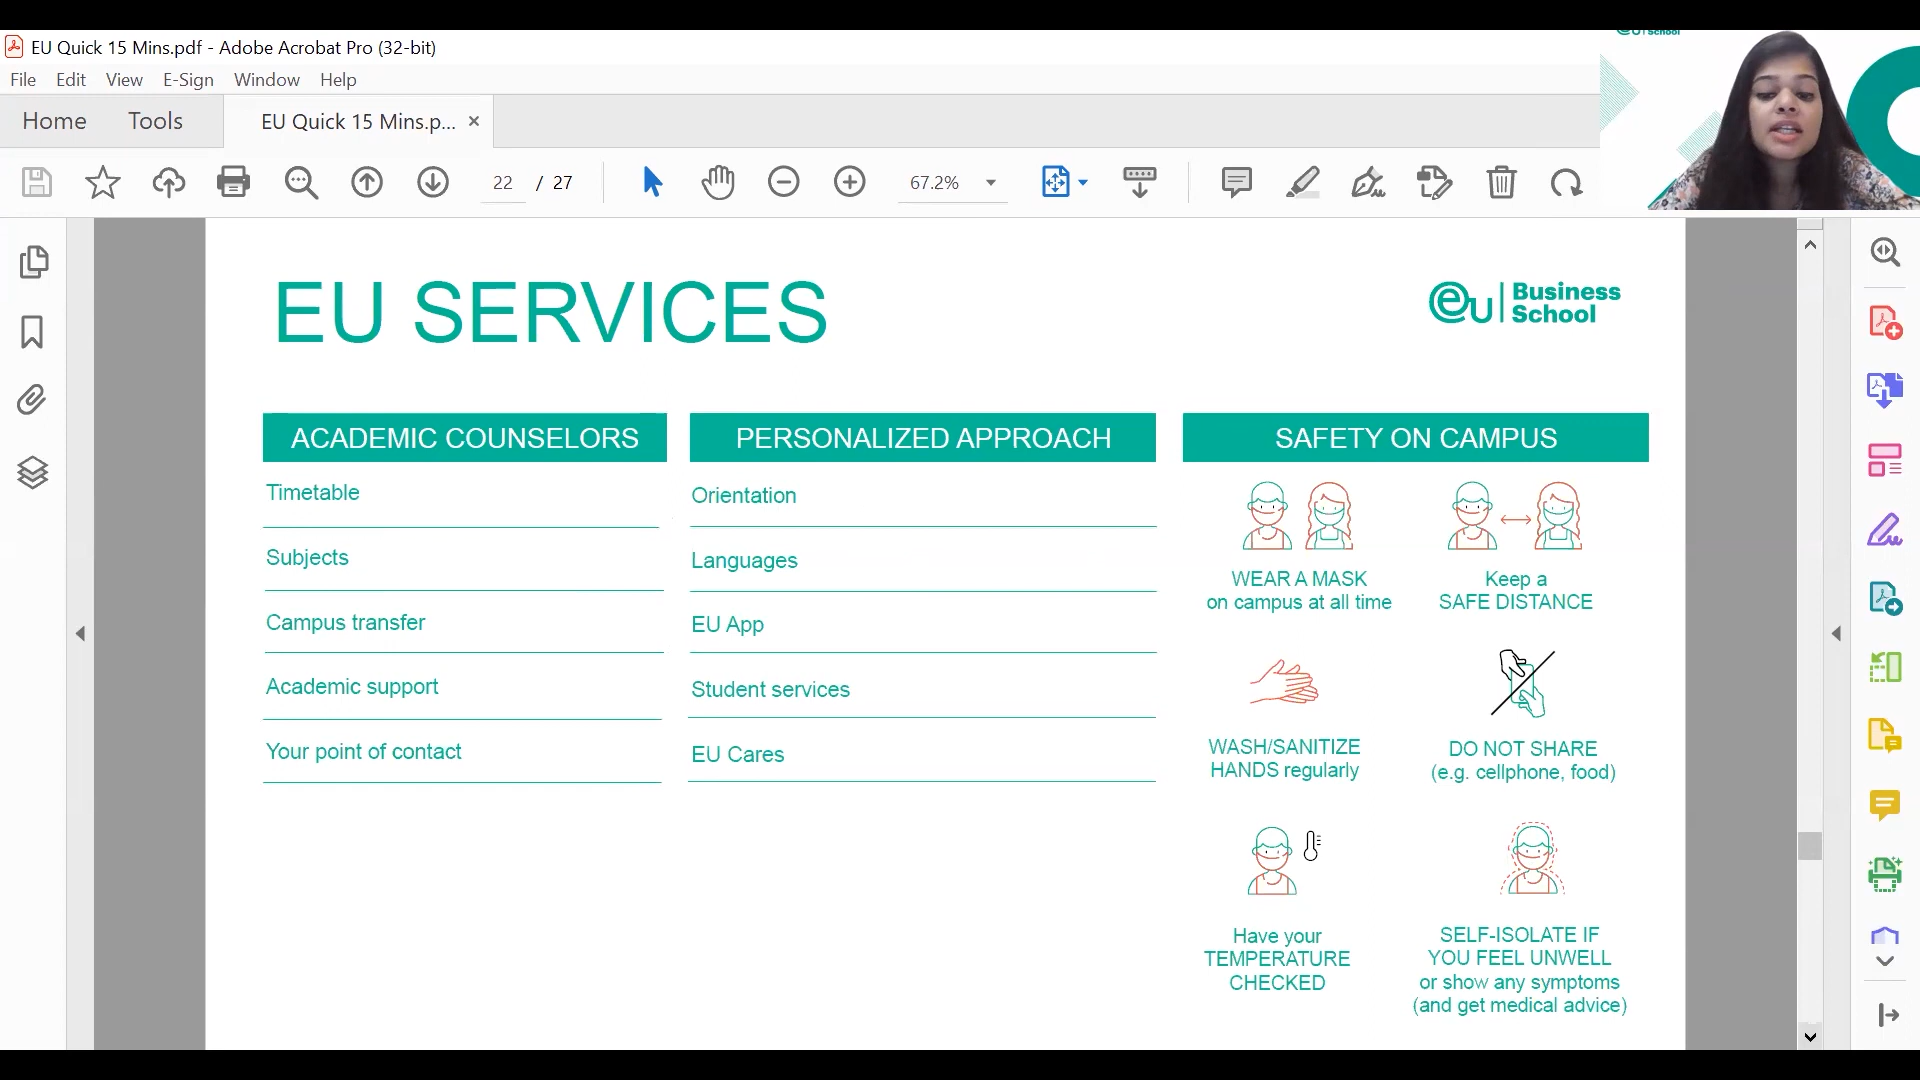 EU Quick 15 Mins.pdf - Adobe Acrobat Pro (32-bit)
File Edit View E-Sign Window Help
Home Tools EU Quick 15 Mins.p... ×
22 / 27 67.2%
EU SERVICES
eu Business
School
ACADEMIC COUNSELORS
Timetable
Subjects
Campus transfer
Academic support
Your point of contact
PERSONALIZED APPROACH
Orientation
Languages
EU App
Student services
EU Cares
SAFETY ON CAMPUS
WEAR A MASK
on campus at all time
Keep a
SAFE DISTANCE
WASH/SANITIZE
HANDS regularly
DO NOT SHARE
(e.g. cellphone, food)
Have your
TEMPERATURE
CHECKED
SELF-ISOLATE IF
YOU FEEL UNWELL
or show any symptoms
(and get medical advice)